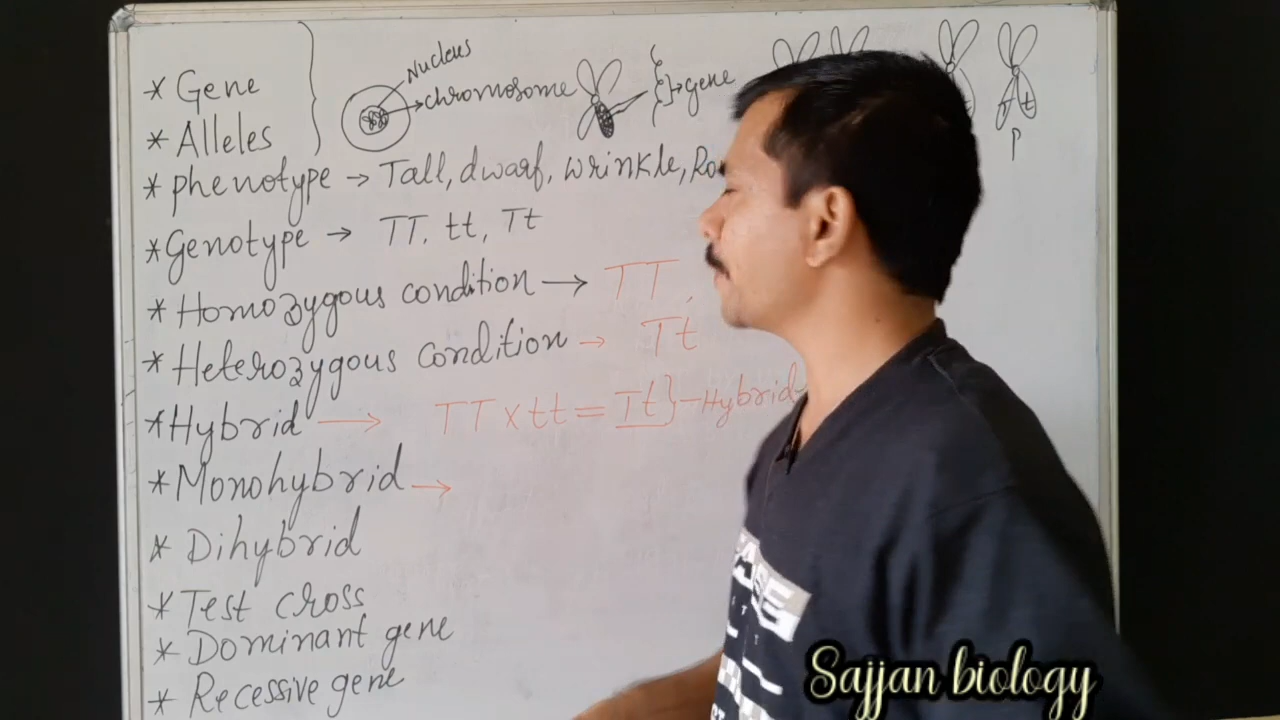 Nucleus
* Gene
chromosome
gene
* Alleles
T t
P
* phenotype → Tall, dwarf, wrinkle,
* Genotype → TT, tt, Tt
* Homozygous condition → TT,
* Heterozygous condition → Tt
* Hybrid → TT x tt = Tt} - Hybrid
* Monohybrid →
* Dihybrid
* Test cross
* Dominant gene
* Recessive gene
Sajjan biology